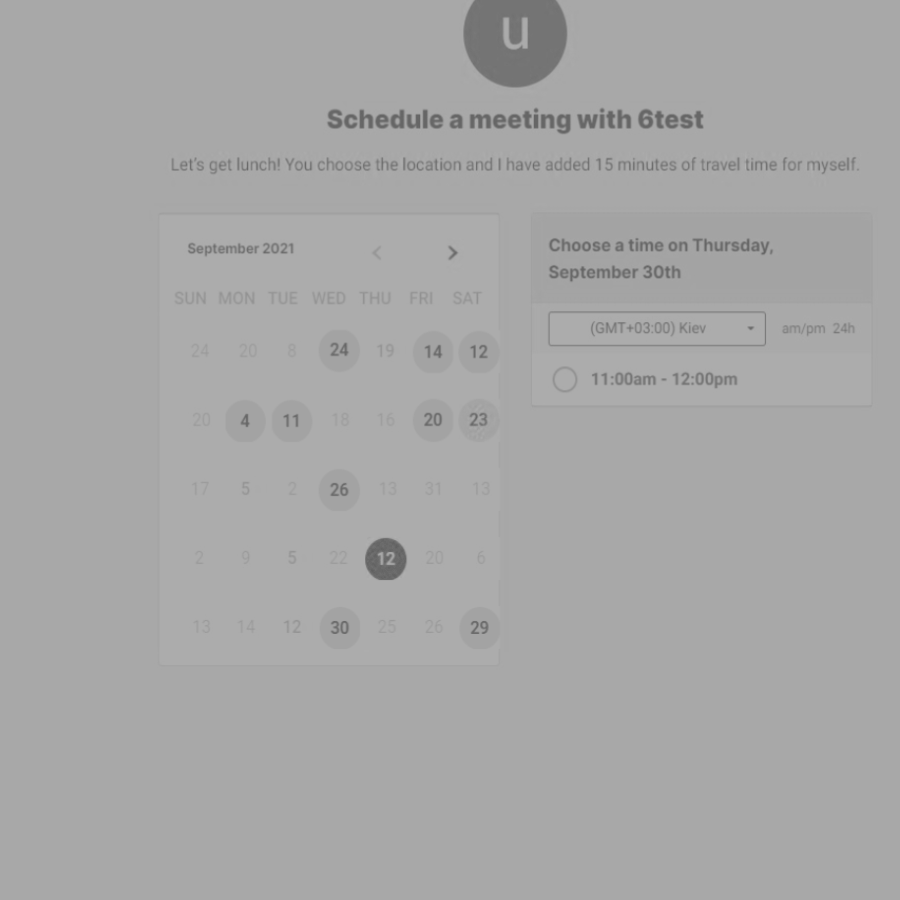 u
Schedule a meeting with 6test
Let's get lunch! You choose the location and I have added 15 minutes of travel time for myself.
September 2021
SUN MON TUE WED THU FRI SAT
24 20 8 24 19 14 12
20 4 11 18 16 20 23
17 5 2 26 13 31 13
2 9 5 22 12 20 6
13 14 12 30 25 26 29
Choose a time on Thursday,
September 30th
(GMT+03:00) Kiev am/pm 24h
11:00am - 12:00pm